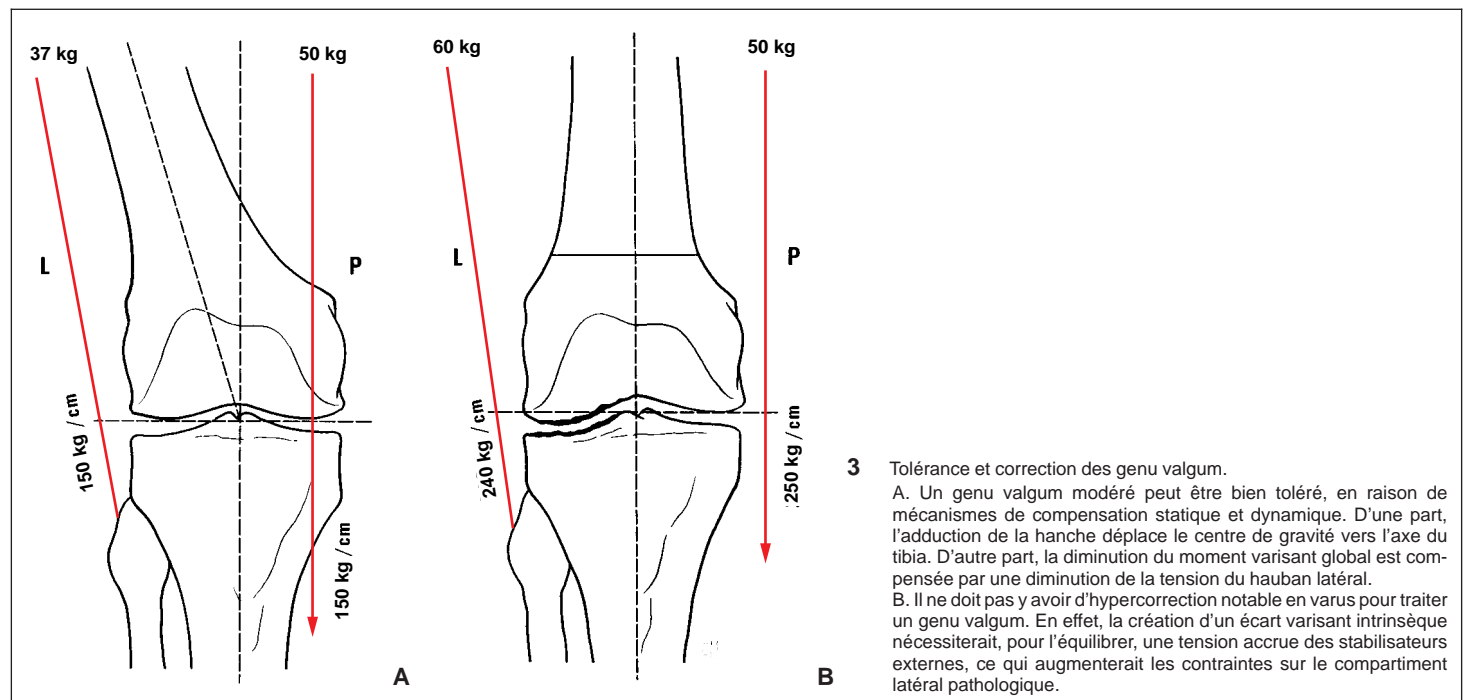 37 kg
50 kg
60 kg
50 kg
L
P
L
P
150 kg / cm
150 kg / cm
240 kg / cm
250 kg / cm
A
B
3 Tolérance et correction des genu valgum.
A. Un genu valgum modéré peut être bien toléré, en raison de
mécanismes de compensation statique et dynamique. D’une part,
l’adduction de la hanche déplace le centre de gravité vers l’axe du
tibia. D’autre part, la diminution du moment varisant global est com-
pensée par une diminution de la tension du hauban latéral.
B. Il ne doit pas y avoir d’hypercorrection notable en varus pour traiter
un genu valgum. En effet, la création d’un écart varisant intrinsèque
nécessiterait, pour l’équilibrer, une tension accrue des stabilisateurs
externes, ce qui augmenterait les contraintes sur le compartiment
latéral pathologique.